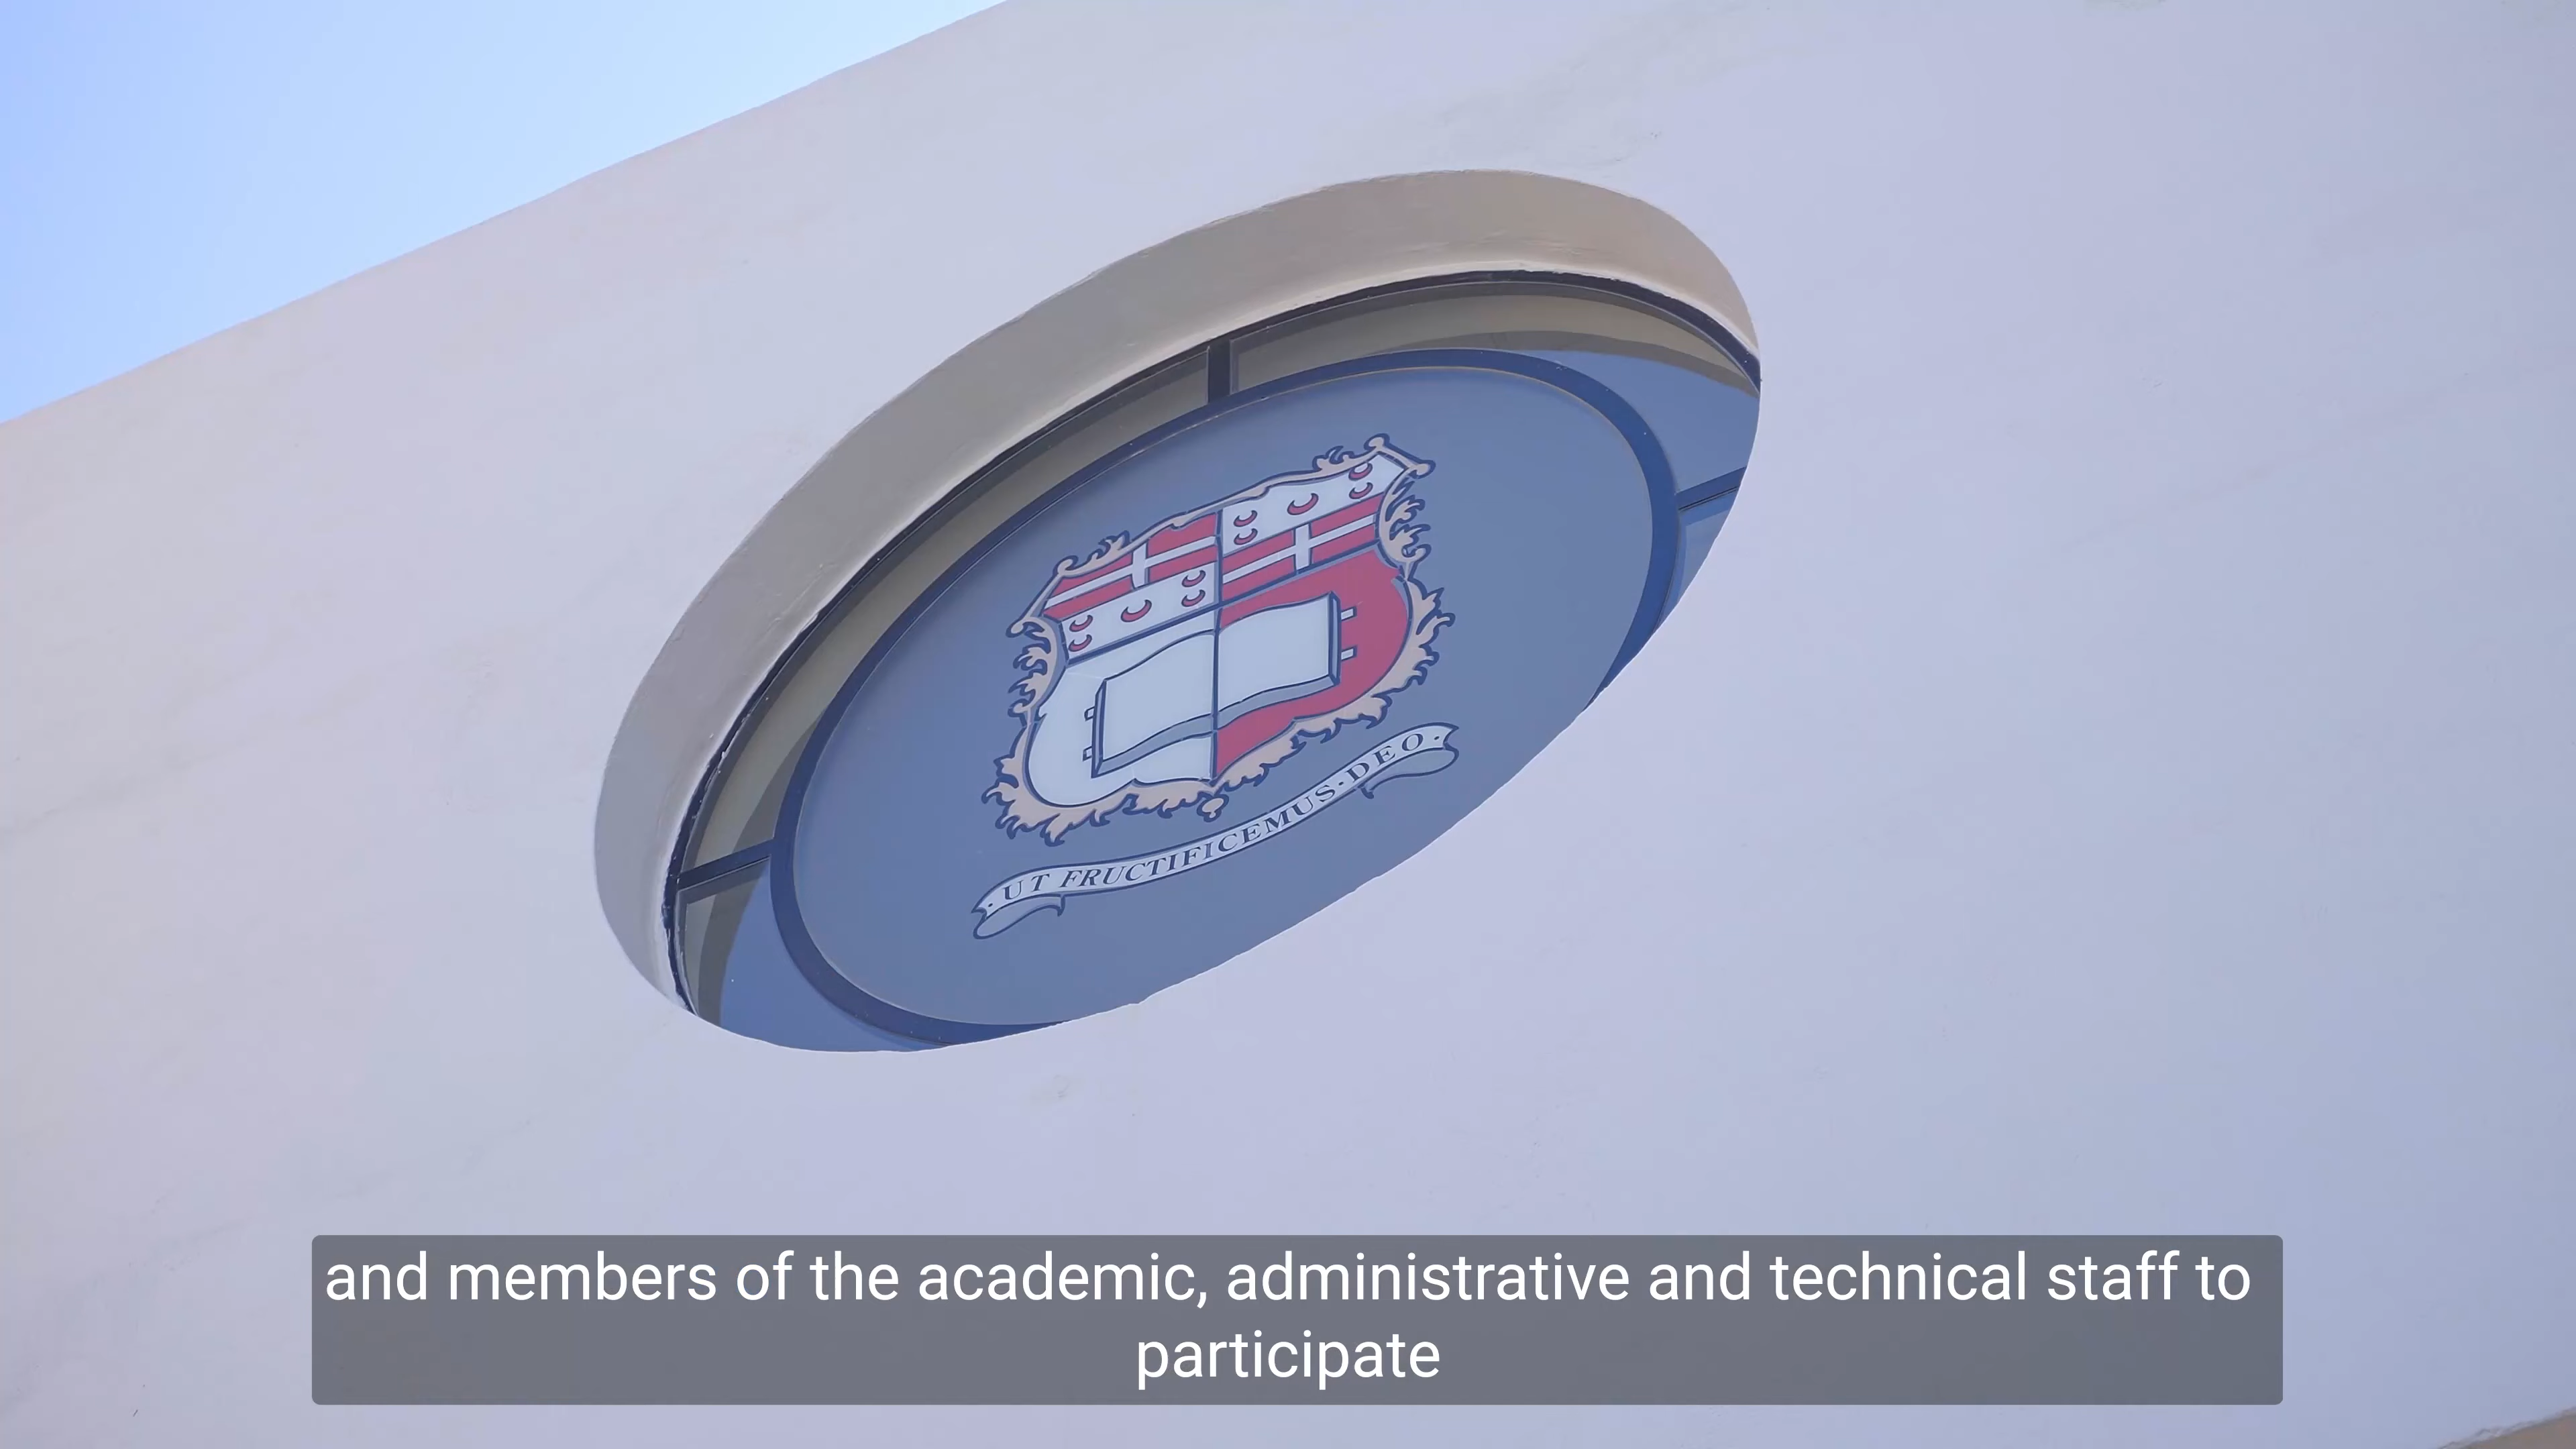 ·UT FRUCTIFICEMUS·DEO·
and members of the academic, administrative and technical staff to
participate